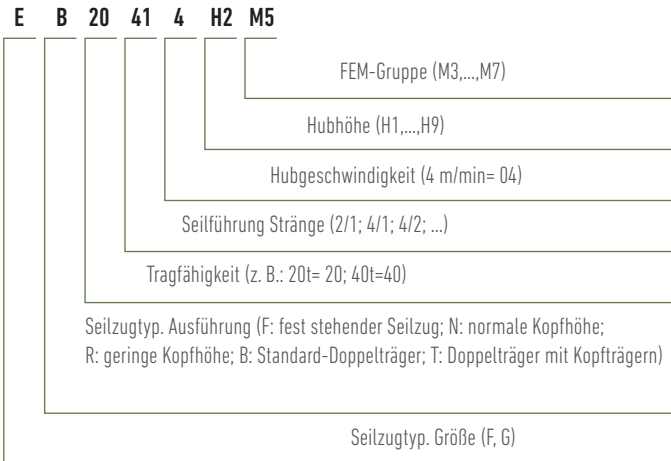 E B 20 41 4 H2 M5
FEM-Gruppe (M3,...,M7)
Hubhöhe (H1,...,H9)
Hubgeschwindigkeit (4 m/min= 04)
Seilführung Stränge (2/1; 4/1; 4/2; ...)
Tragfähigkeit (z. B.: 20t= 20; 40t=40)
Seilzugtyp. Ausführung (F: fest stehender Seilzug; N: normale Kopfhöhe;
R: geringe Kopfhöhe; B: Standard-Doppelträger; T: Doppelträger mit Kopfträgern)
Seilzugtyp. Größe (F, G)